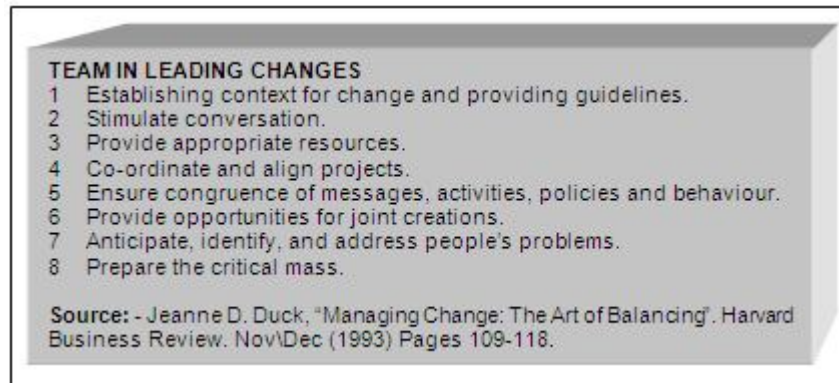 TEAM IN LEADING CHANGES
1 Establishing context for change and providing guidelines.
2 Stimulate conversation.
3 Provide appropriate resources.
4 Co-ordinate and align projects.
5 Ensure congruence of messages, activities, policies and behaviour.
6 Provide opportunities for joint creations.
7 Anticipate, identify, and address people's problems.
8 Prepare the critical mass.
Source: - Jeanne D. Duck, "Managing Change: The Art of Balancing". Harvard
Business Review. Nov\Dec (1993) Pages 109-118.